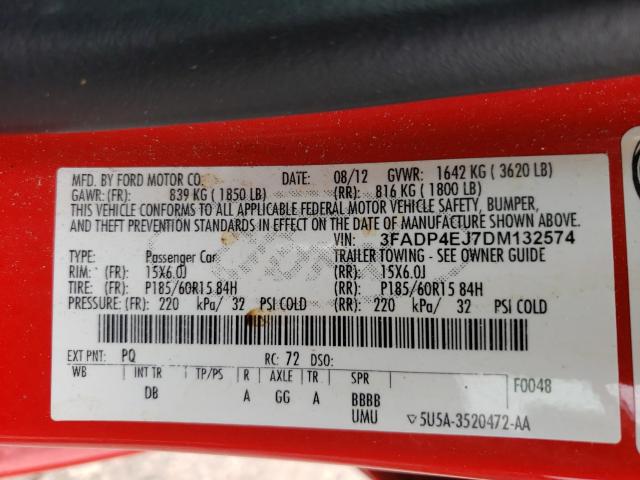 MFD. BY FORD MOTOR CO. DATE: 08/12 GVWR: 1642 KG ( 3620 LB)
GAWR: (FR): 839 KG ( 1850 LB) (RR): 816 KG ( 1800 LB)
THIS VEHICLE CONFORMS TO ALL APPLICABLE FEDERAL MOTOR VEHICLE SAFETY, BUMPER,
AND THEFT PREVENTION STANDARDS IN EFFECT ON THE DATE OF MANUFACTURE SHOWN ABOVE.
VIN: 3FADP4EJ7DM132574
TYPE: Passenger Car TRAILER TOWING - SEE OWNER GUIDE
RIM: (FR): 15X6.0J (RR): 15X6.0J
TIRE: (FR): P185/60R15 84H (RR): P185/60R15 84H
PRESSURE: (FR): 220 kPa/ 32 PSI COLD (RR): 220 kPa/ 32 PSI COLD
EXT PNT: PQ RC: 72 DSO:
WB INT TR TP/PS R AXLE TR SPR F0048
DB A GG A BBBB
UMU ▽5U5A-3520472-AA